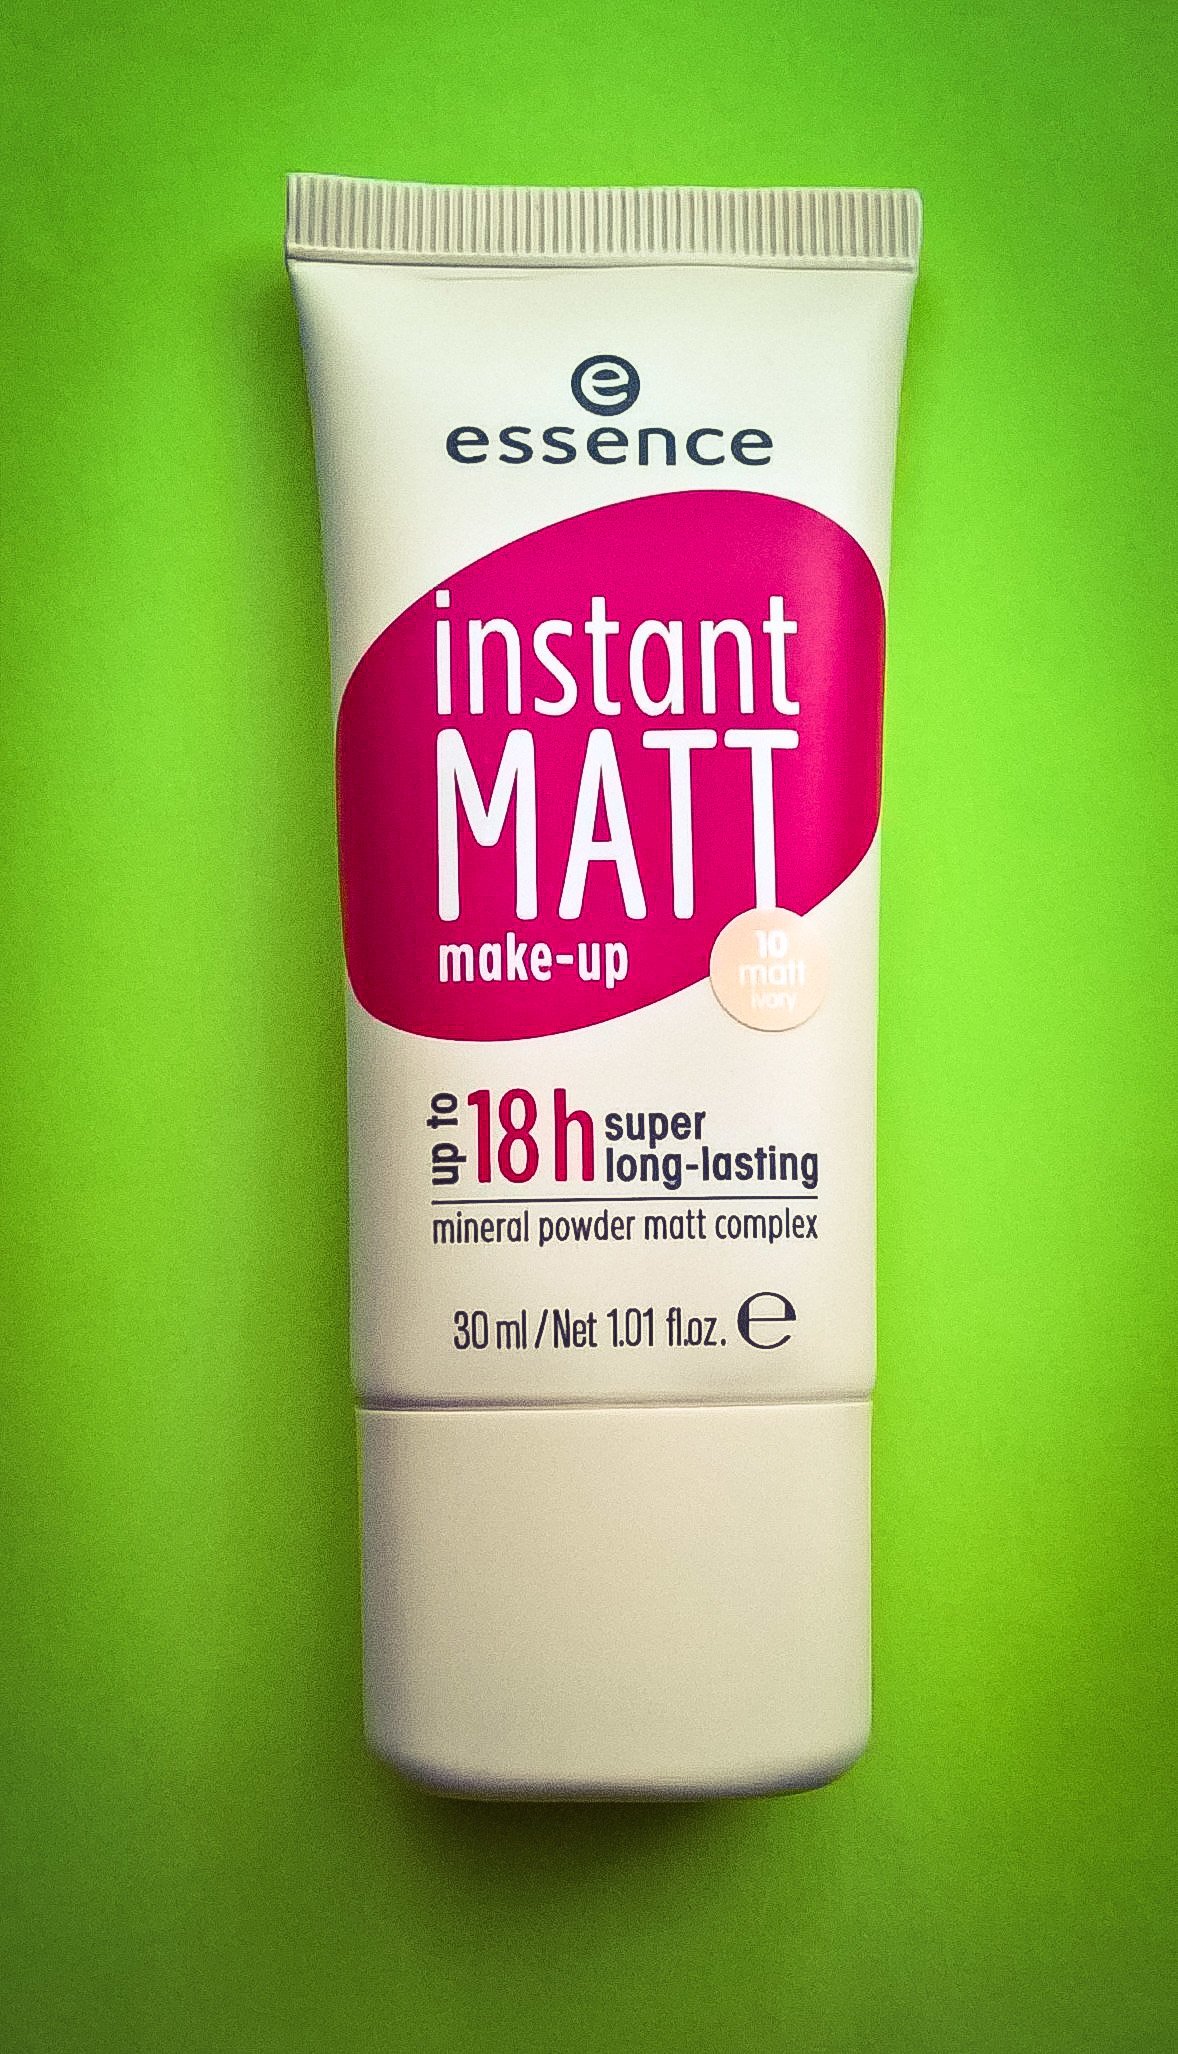 e
essence
instant
MATT
make-up
10
matt
ivory
up to 18h super
long-lasting
mineral powder matt complex
30 ml / Net 1.01 fl.oz. ℮